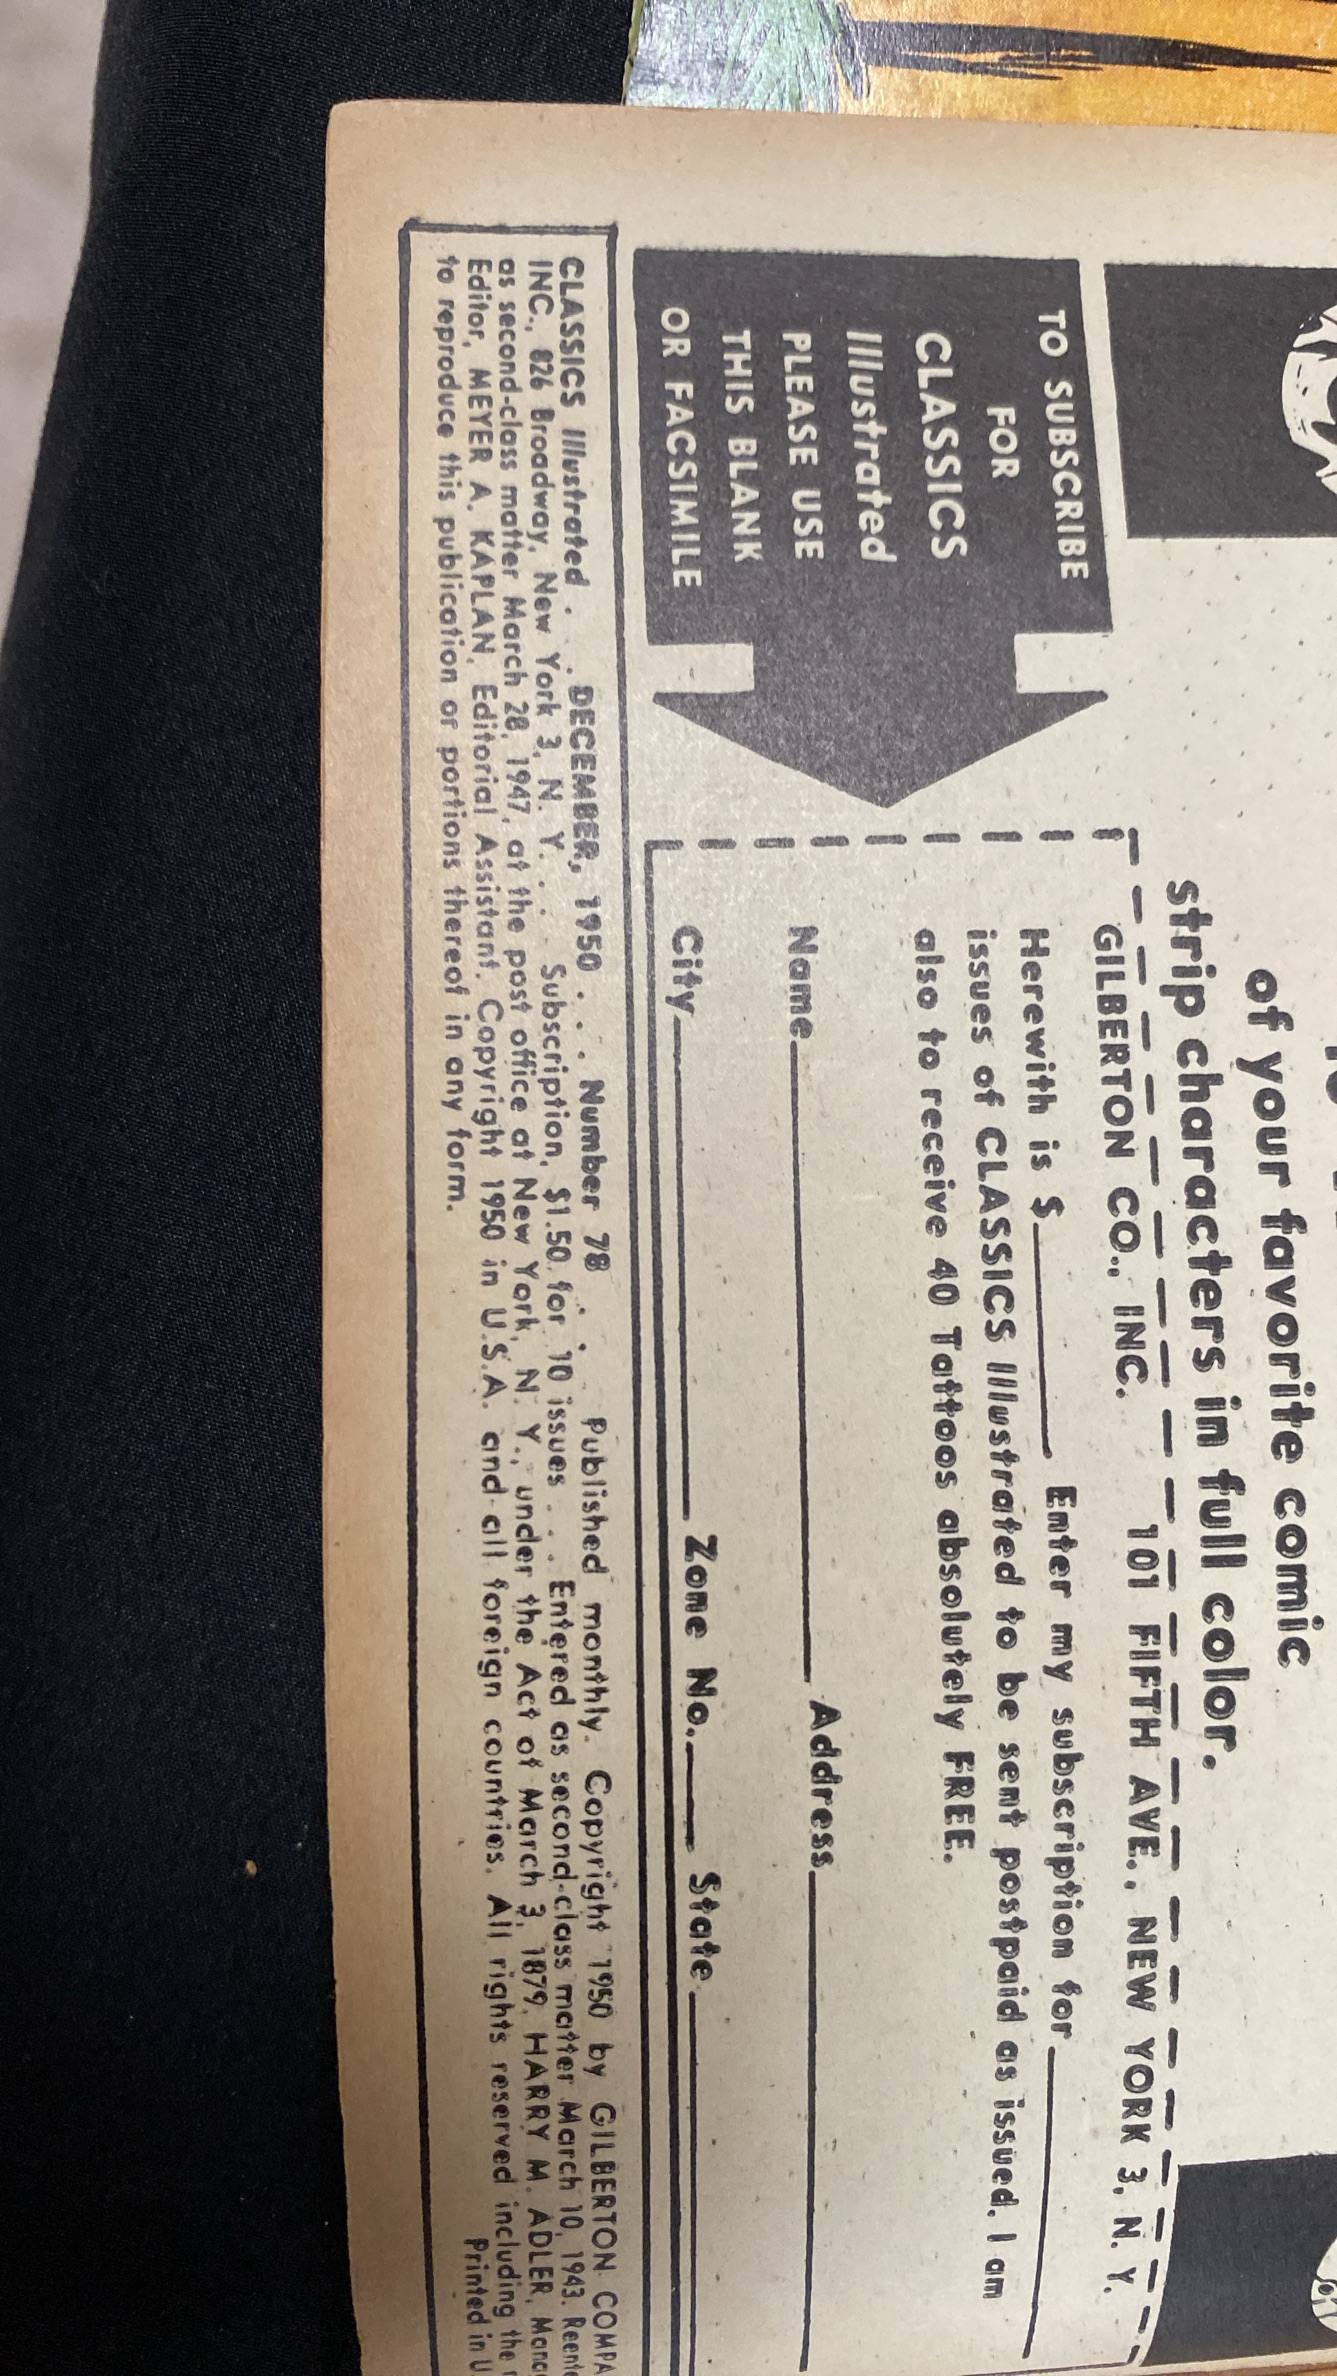 of your favorite comic
strip characters in full color.
TO SUBSCRIBE
FOR
CLASSICS
Illustrated
PLEASE USE
THIS BLANK
OR FACSIMILE
GILBERTON CO., INC. 101 FIFTH AVE., NEW YORK 3, N. Y.
Herewith is $ Enter my subscription for
issues of CLASSICS Illustrated to be sent postpaid as issued. I am
also to receive 40 Tattoos absolutely FREE.
Name Address
City Zone No. State
CLASSICS Illustrated . . . DECEMBER, 1950 . . . Number 78 . . . Published monthly. Copyright 1950 by GILBERTON COMPA
INC., 826 Broadway, New York 3, N. Y. . . . Subscription, $1.50 for 10 issues . . . Entered as second-class matter March 10, 1943. Reente
as second-class matter March 28, 1947, at the post office at New York, N. Y., under the Act of March 3, 1879. HARRY M. ADLER, Mana
Editor, MEYER A. KAPLAN, Editorial Assistant. Copyright 1950 in U.S.A. and all foreign countries. All rights reserved including the r
to reproduce this publication or portions thereof in any form. Printed in U